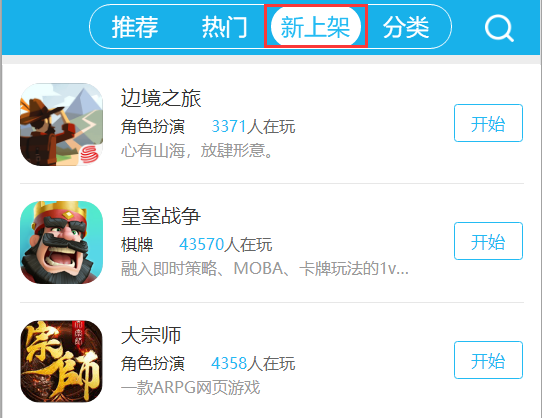 推荐 热门 新上架 分类
边境之旅
角色扮演 3371人在玩
开始
心有山海，放肆形意。
皇室战争
棋牌 43570人在玩
开始
融入即时策略、MOBA、卡牌玩法的1v...
宗師
大宗师
角色扮演 4358人在玩
开始
一款ARPG网页游戏